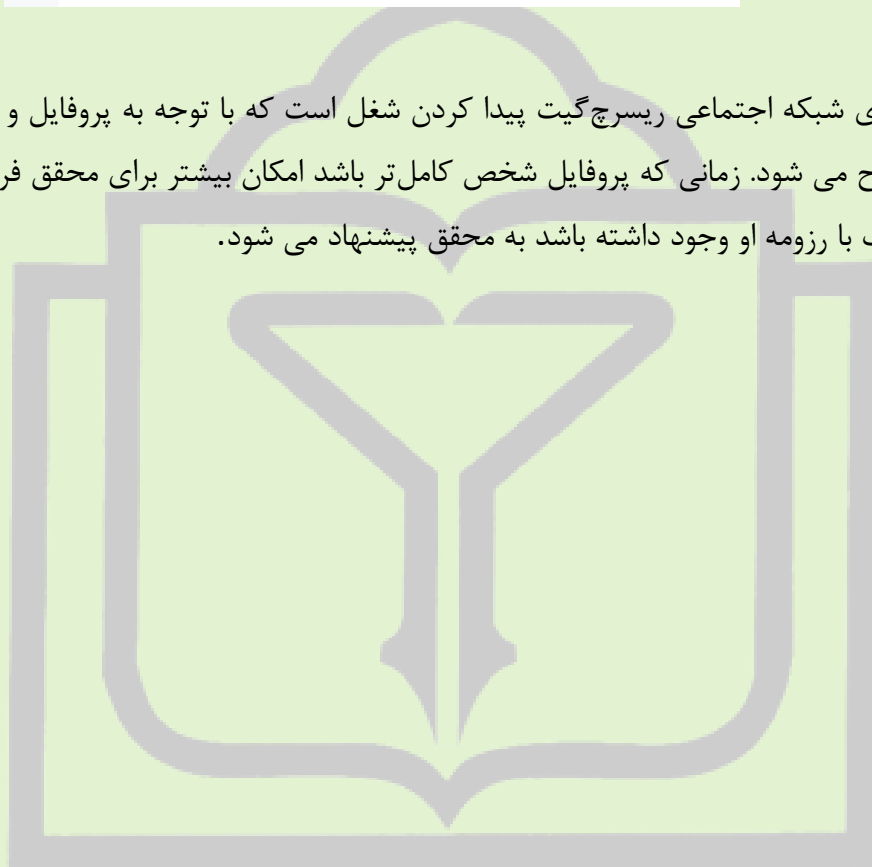 شبکه اجتماعی ریسرچ‌گیت پیدا کردن شغل است که با توجه به پروفایل و
می شود. زمانی که پروفایل شخص کامل‌تر باشد امکان بیشتر برای محقق
با رزومه او وجود داشته باشد به محقق پیشنهاد می شود.